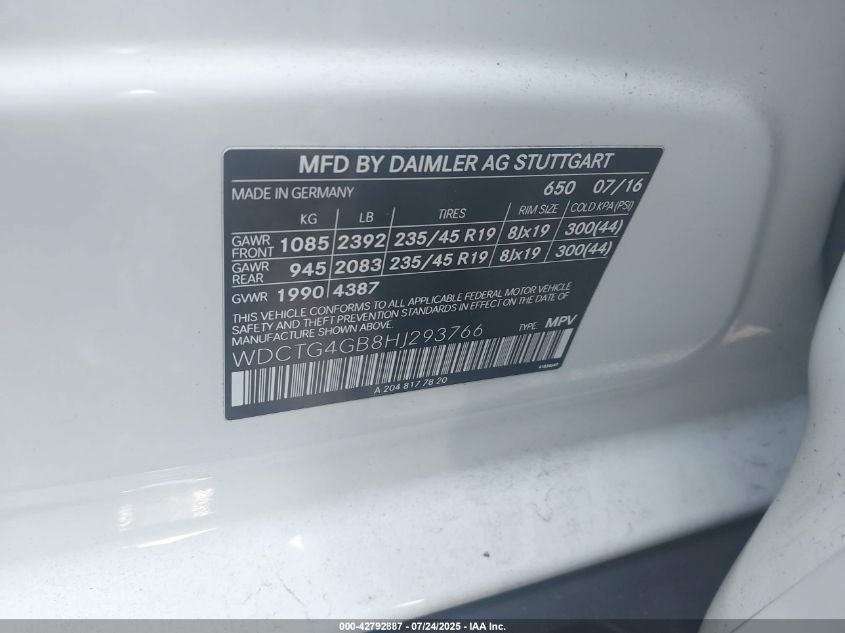 MFD BY DAIMLER AG STUTTGART
MADE IN GERMANY 650 07/16
KG LB TIRES RIM SIZE COLD KPA (PSI)
GAWR FRONT 1085 2392 235/45 R19 8Jx19 300(44)
GAWR REAR 945 2083 235/45 R19 8Jx19 300(44)
GVWR 1990 4387
THIS VEHICLE CONFORMS TO ALL APPLICABLE FEDERAL MOTOR VEHICLE
SAFETY AND THEFT PREVENTION STANDARDS IN EFFECT ON THE DATE OF
MANUFACTURE SHOWN ABOVE.
WDCTG4GB8HJ293766 TYPE: MPV
A 204 817 78 20
000-42792887 - 07/24/2025 - IAA Inc.